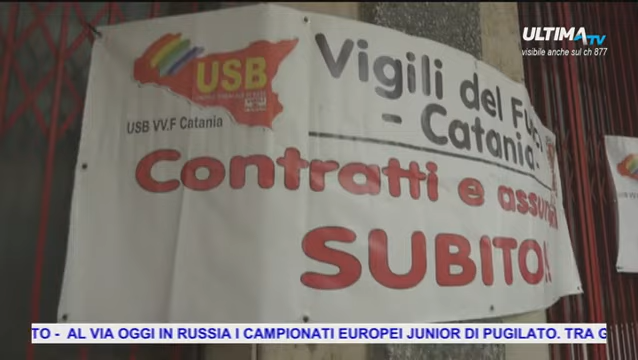 ULTIMA TV
visibile anche sul ch 877
USB
USB VV.F Catania
Vigili del
- Catania -
Contratti e
SUBITO!
TO - AL VIA OGGI IN RUSSIA I CAMPIONATI EUROPEI JUNIOR DI PUGILATO. TRA